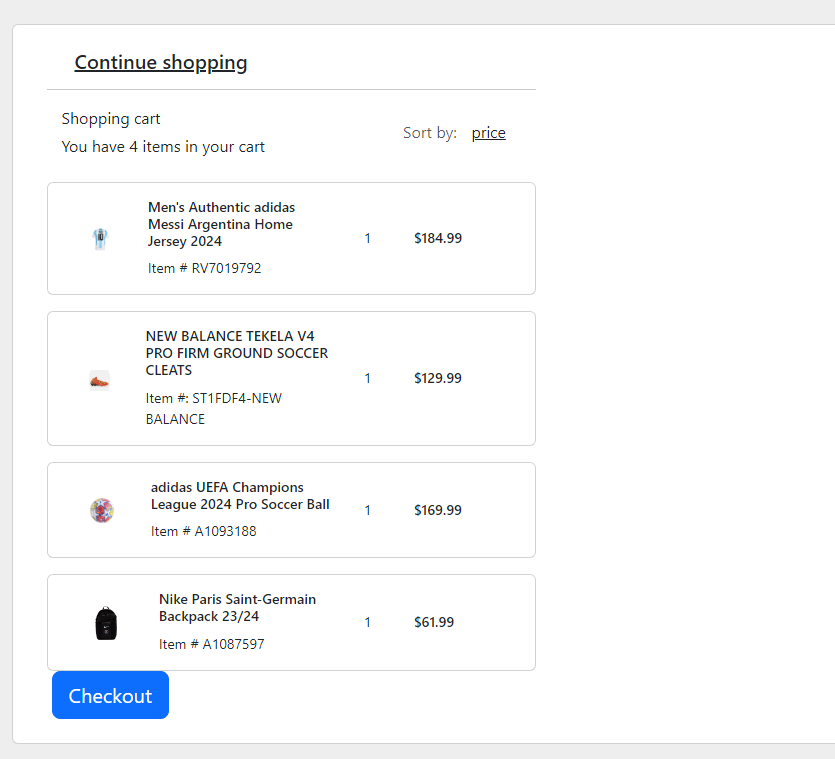 Continue shopping
Shopping cart
You have 4 items in your cart
Sort by: price
Men's Authentic adidas
Messi Argentina Home
Jersey 2024
Item # RV7019792
1
$184.99
NEW BALANCE TEKELA V4
PRO FIRM GROUND SOCCER
CLEATS
Item #: ST1FDF4-NEW
BALANCE
1
$129.99
adidas UEFA Champions
League 2024 Pro Soccer Ball
Item # A1093188
1
$169.99
Nike Paris Saint-Germain
Backpack 23/24
Item # A1087597
1
$61.99
Checkout